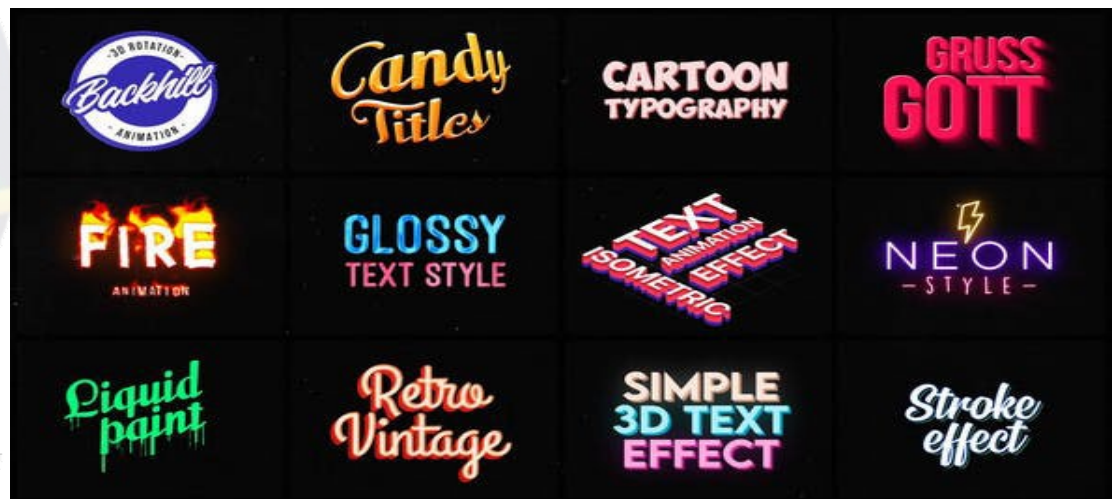 -3D ROTATION-
Backhill
- ANIMATION -
Candy
Titles
CARTOON
TYPOGRAPHY
GRUSS
GOTT
FIRE
ANIMATION
GLOSSY
TEXT STYLE
TEXT
ANIMATION
ISOMETRIC
EFFECT
NEON
–STYLE–
Liquid
paint
Retro
Vintage
SIMPLE
3D TEXT
EFFECT
Stroke
effect